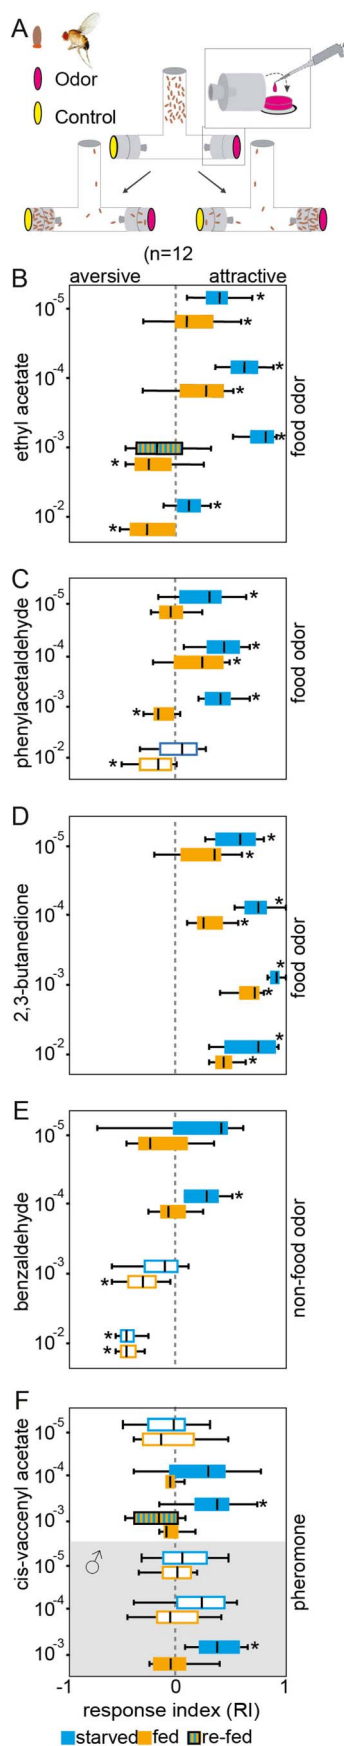 A
Odor
Control
(n=12
aversive attractive
B
ethyl acetate
10-5
*
*
10-4
*
*
10-3
*
*
10-2
*
*
food odor
C
phenylacetaldehyde
10-5
*
10-4
*
*
10-3
*
*
10-2
*
food odor
D
2,3-butanedione
10-5
*
*
10-4
*
*
10-3
*
*
10-2
*
*
food odor
E
benzaldehyde
10-5
10-4
*
10-3
*
10-2
*
*
non-food odor
F
cis-vaccenyl acetate
10-5
10-4
10-3
*
♂
10-5
10-4
10-3
*
pheromone
-1 0 1
response index (RI)
starved fed re-fed